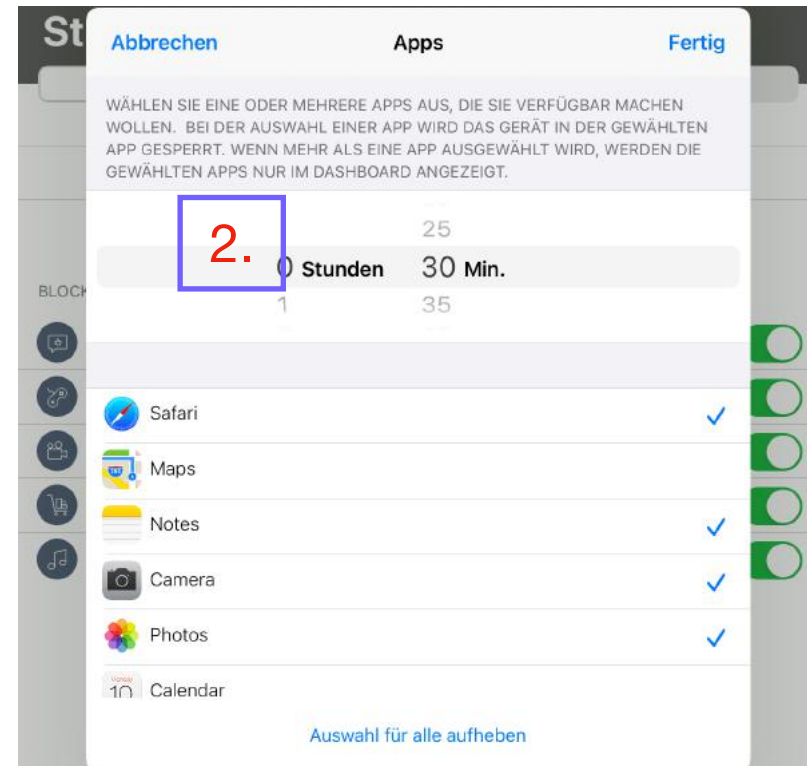 St
Abbrechen Apps Fertig
WÄHLEN SIE EINE ODER MEHRERE APPS AUS, DIE SIE VERFÜGBAR MACHEN
WOLLEN. BEI DER AUSWAHL EINER APP WIRD DAS GERÄT IN DER GEWÄHLTEN
APP GESPERRT. WENN MEHR ALS EINE APP AUSGEWÄHLT WIRD, WERDEN DIE
GEWÄHLTEN APPS NUR IM DASHBOARD ANGEZEIGT.
25
2.
0 Stunden 30 Min.
BLOCK
1 35
Safari
Maps
Notes
Camera
Photos
10 Calendar
Auswahl für alle aufheben